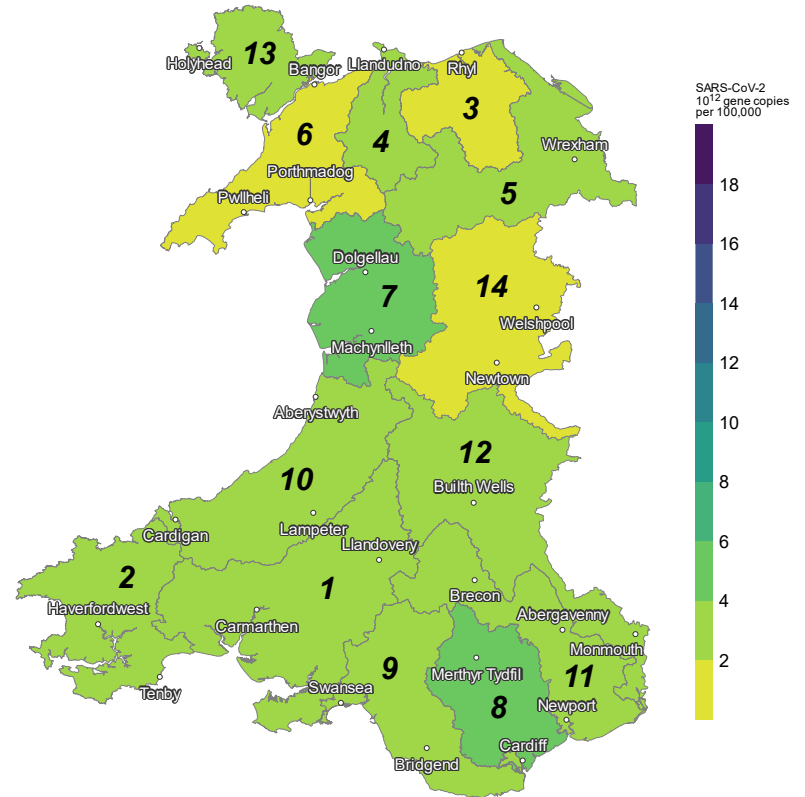 13
Holyhead
Bangor
Llandudno
Rhyl
SARS-CoV-2
10¹² gene copies
per 100,000
3
6
4
Wrexham
Porthmadog
Pwllheli
5
18
16
14
12
10
8
6
4
2
Dolgellau
7
14
Welshpool
Machynlleth
Newtown
Aberystwyth
12
10
Builth Wells
Lampeter
Cardigan
Llandovery
2
1
Haverfordwest
Brecon
Carmarthen
Abergavenny
Monmouth
9
Merthyr Tydfil
11
Tenby
Swansea
8
Newport
Cardiff
Bridgend